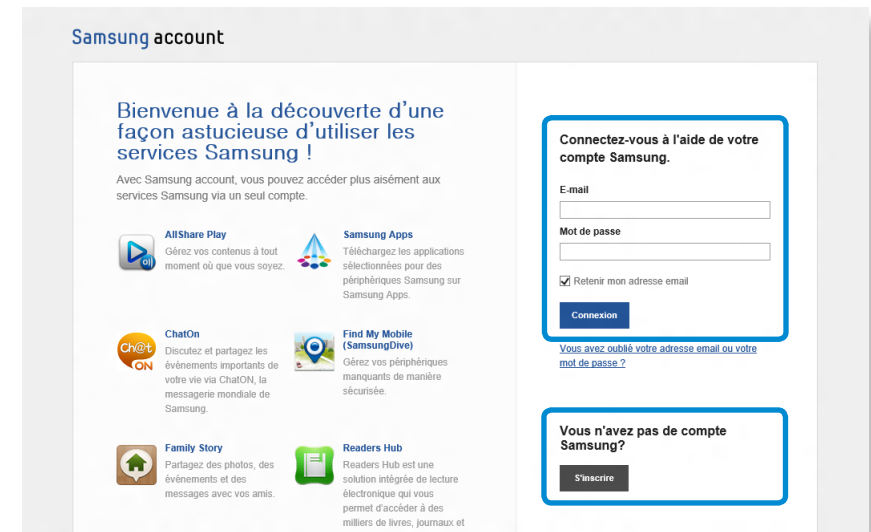 Samsung account
Bienvenue à la découverte d'une
façon astucieuse d'utiliser les
services Samsung !
Avec Samsung account, vous pouvez accéder plus aisément aux
services Samsung via un seul compte.
AllShare Play
Gérez vos contenus à tout
moment où que vous soyez.
Samsung Apps
Téléchargez les applications
sélectionnées pour des
périphériques Samsung sur
Samsung Apps.
Ch@t
ON
ChatOn
Discutez et partagez les
événements importants de
votre vie via ChatON, la
messagerie mondiale de
Samsung.
Find My Mobile
(SamsungDive)
Gérez vos périphériques
manquants de manière
sécurisée.
Family Story
Partagez des photos, des
événements et des
messages avec vos amis.
Readers Hub
Readers Hub est une
solution intégrée de lecture
électronique qui vous
permet d'accéder à des
milliers de livres, journaux et
Connectez-vous à l'aide de votre
compte Samsung.
E-mail
Mot de passe
Retenir mon adresse email
Connexion
Vous avez oublié votre adresse email ou votre
mot de passe ?
Vous n'avez pas de compte
Samsung?
S'inscrire